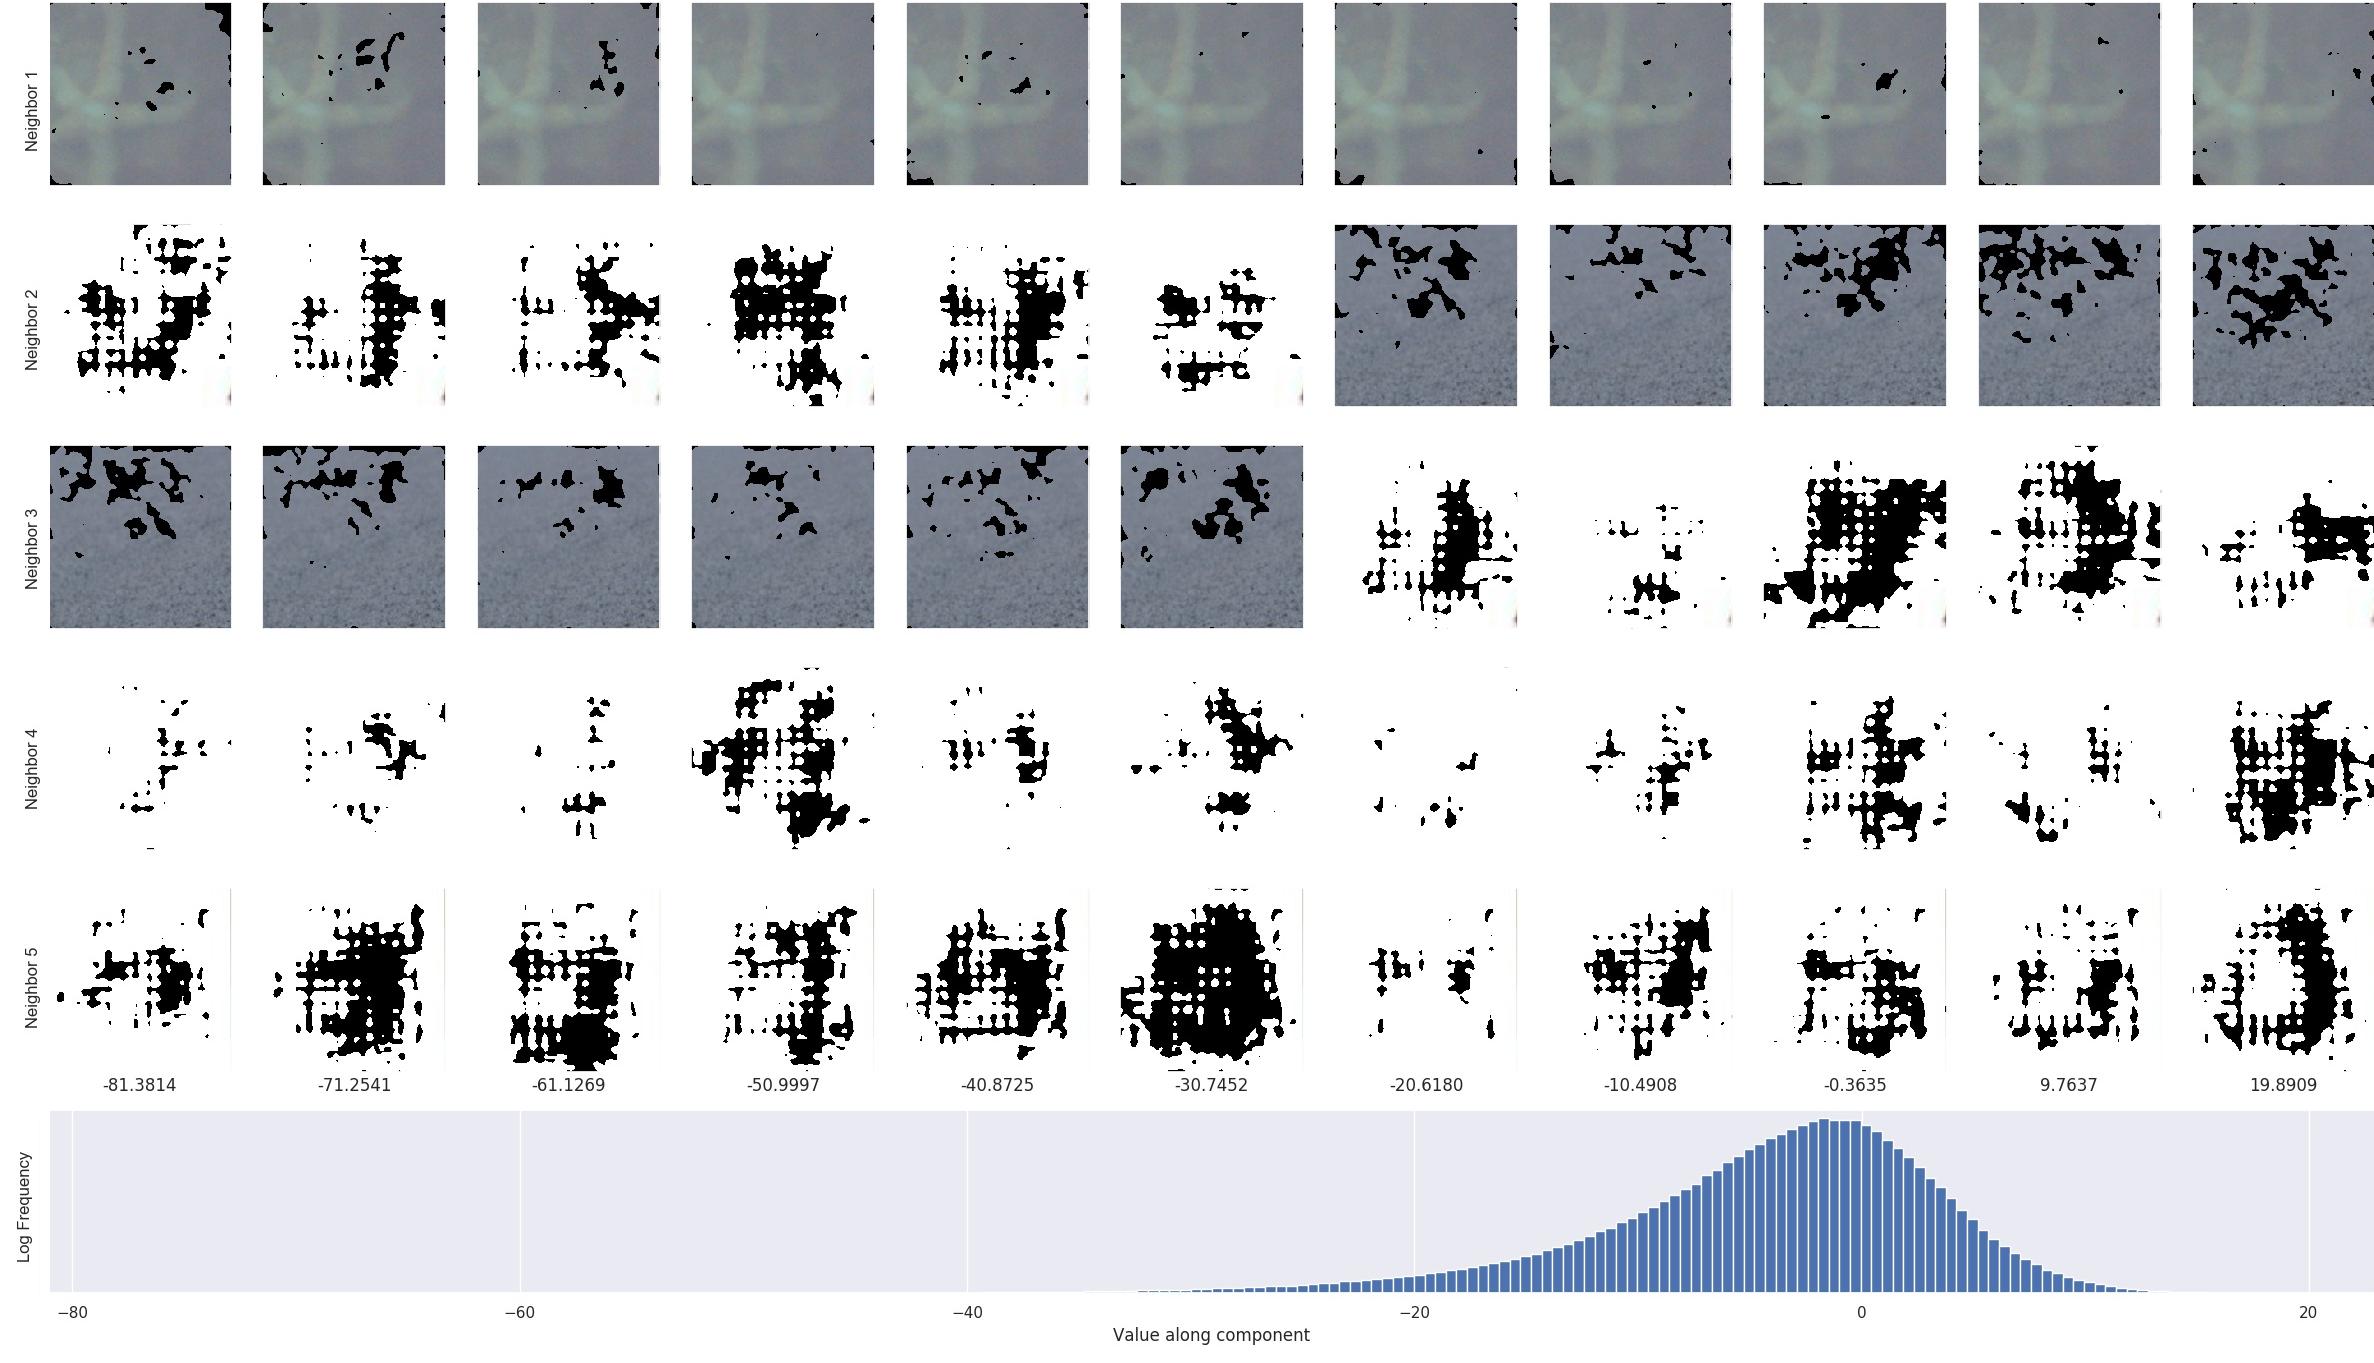 Neighbor 1
Neighbor 2
Neighbor 3
Neighbor 4
Neighbor 5
-81.3814 -71.2541 -61.1269 -50.9997 -40.8725 -30.7452 -20.6180 -10.4908 -0.3635 9.7637 19.8909
Log Frequency
−80 −60 −40 −20 0 20
Value along component